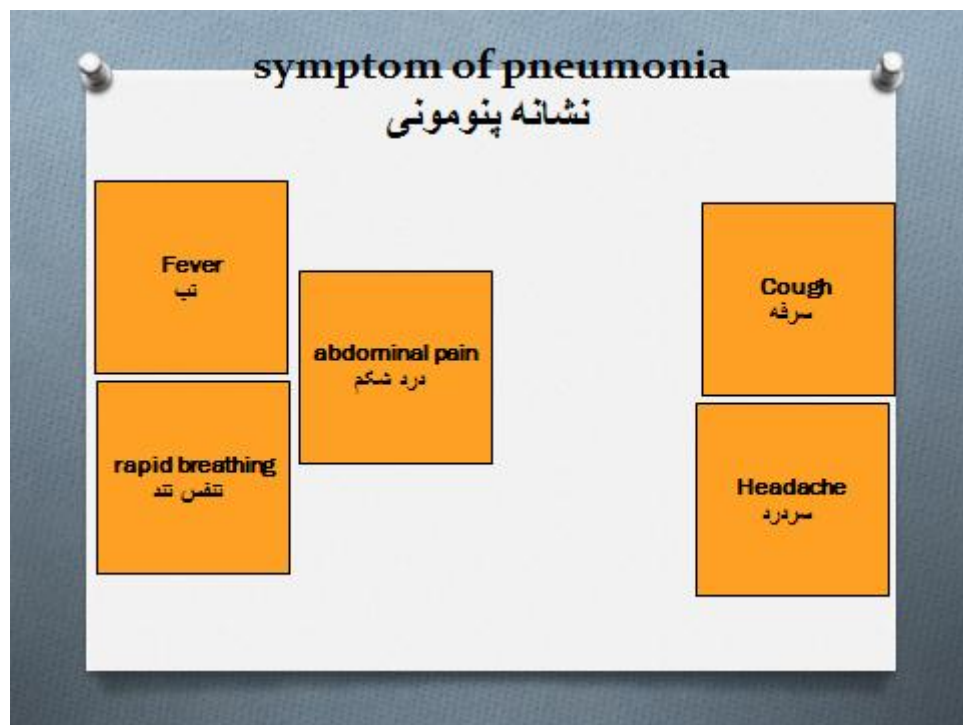 symptom of pneumonia
نشانه پنومونی
Fever
تب
rapid breathing
تنفس تند
abdominal pain
درد شکم
Cough
سرفه
Headache
سردرد